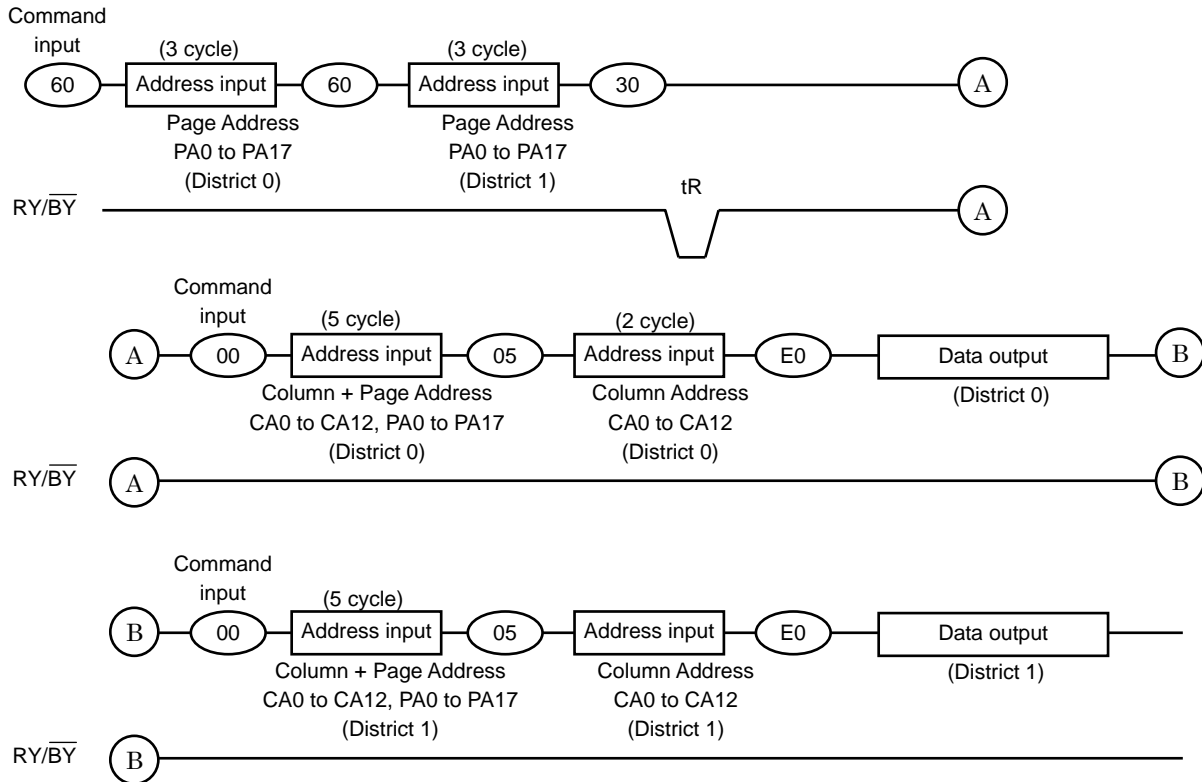 Command
input
(3 cycle) (3 cycle)
60 Address input 60 Address input 30 A
Page Address Page Address
PA0 to PA17 PA0 to PA17
(District 0) (District 1)
tR
RY/BY A
Command
input
(5 cycle) (2 cycle)
A 00 Address input 05 Address input E0 Data output B
Column + Page Address Column Address (District 0)
CA0 to CA12, PA0 to PA17 CA0 to CA12
(District 0) (District 0)
RY/BY A B
Command
input
(5 cycle)
B 00 Address input 05 Address input E0 Data output
Column + Page Address Column Address (District 1)
CA0 to CA12, PA0 to PA17 CA0 to CA12
(District 1) (District 1)
RY/BY B